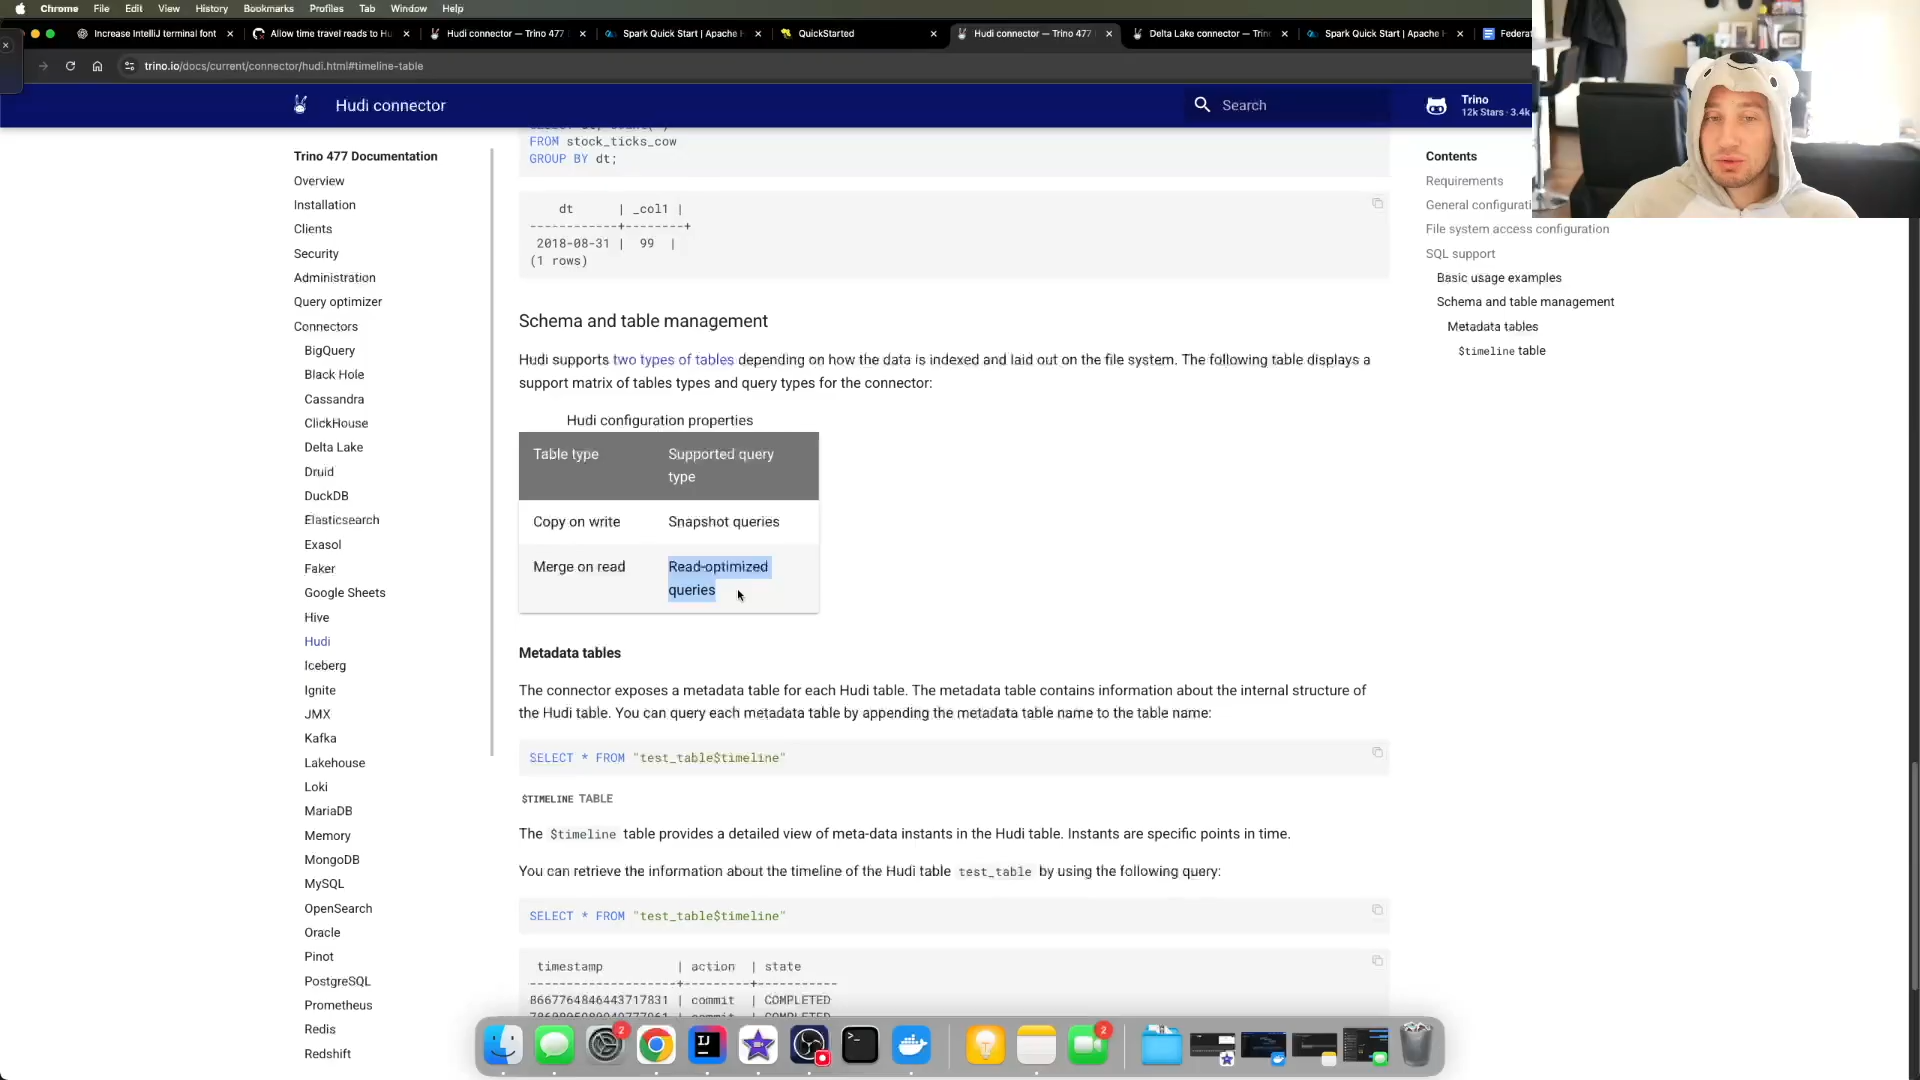 Chrome File Edit View History Bookmarks Profiles Tab Window Help
Increase IntelliJ terminal font
Allow time travel reads to Hu
Hudi connector — Trino 477
Spark Quick Start | Apache H
QuickStarted
Hudi connector — Trino 477
Delta Lake connector — Trin
Spark Quick Start | Apache H
Federat
trino.io/docs/current/connector/hudi.html#timeline-table
Hudi connector
Search
Trino
12k Stars · 3.4k
Trino 477 Documentation
Overview
Installation
Clients
Security
Administration
Query optimizer
Connectors
BigQuery
Black Hole
Cassandra
ClickHouse
Delta Lake
Druid
DuckDB
Elasticsearch
Exasol
Faker
Google Sheets
Hive
Hudi
Iceberg
Ignite
JMX
Kafka
Lakehouse
Loki
MariaDB
Memory
MongoDB
MySQL
OpenSearch
Oracle
Pinot
PostgreSQL
Prometheus
Redis
Redshift
FROM stock_ticks_cow
GROUP BY dt;
dt | _col1 |
------------+--------+
2018-08-31 | 99 |
(1 rows)
Schema and table management
Hudi supports two types of tables depending on how the data is indexed and laid out on the file system. The following table displays a
support matrix of tables types and query types for the connector:
Hudi configuration properties
Table type Supported query
type
Copy on write Snapshot queries
Merge on read Read-optimized
queries
Metadata tables
The connector exposes a metadata table for each Hudi table. The metadata table contains information about the internal structure of
the Hudi table. You can query each metadata table by appending the metadata table name to the table name:
SELECT * FROM "test_table$timeline"
$TIMELINE TABLE
The $timeline table provides a detailed view of meta-data instants in the Hudi table. Instants are specific points in time.
You can retrieve the information about the timeline of the Hudi table test_table by using the following query:
SELECT * FROM "test_table$timeline"
timestamp | action | state
--------------------+---------+-----------
8667764846443717831 | commit | COMPLETED
Contents
Requirements
General configurati
File system access configuration
SQL support
Basic usage examples
Schema and table management
Metadata tables
$timeline table
2
IJ
2